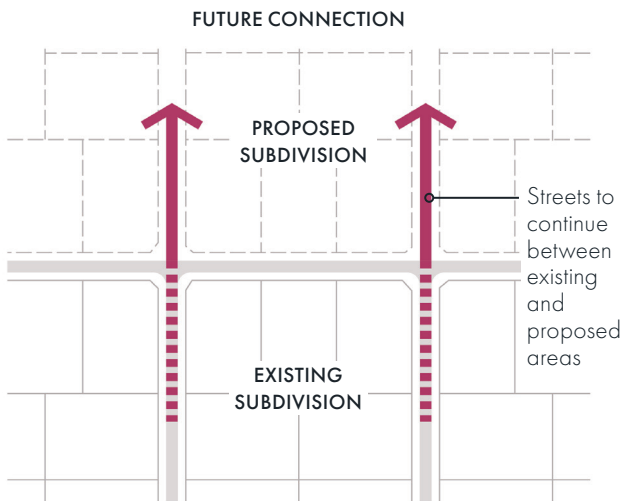 FUTURE CONNECTION
PROPOSED
SUBDIVISION
Streets to
continue
between
existing
and
proposed
areas
EXISTING
SUBDIVISION